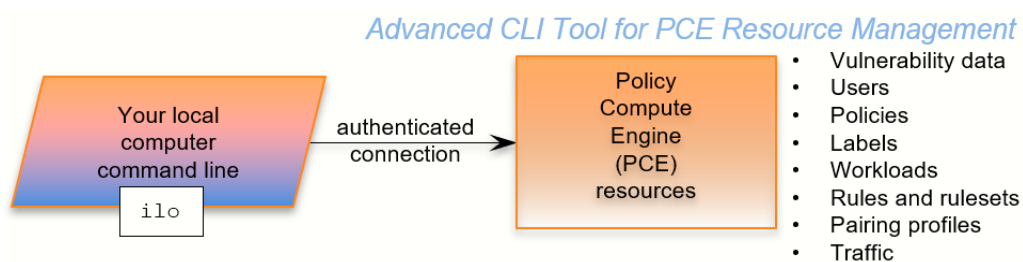 Advanced CLI Tool for PCE Resource Management
Your local
computer
command line
ilo
authenticated
connection
Policy
Compute
Engine
(PCE)
resources
• Vulnerability data
• Users
• Policies
• Labels
• Workloads
• Rules and rulesets
• Pairing profiles
• Traffic